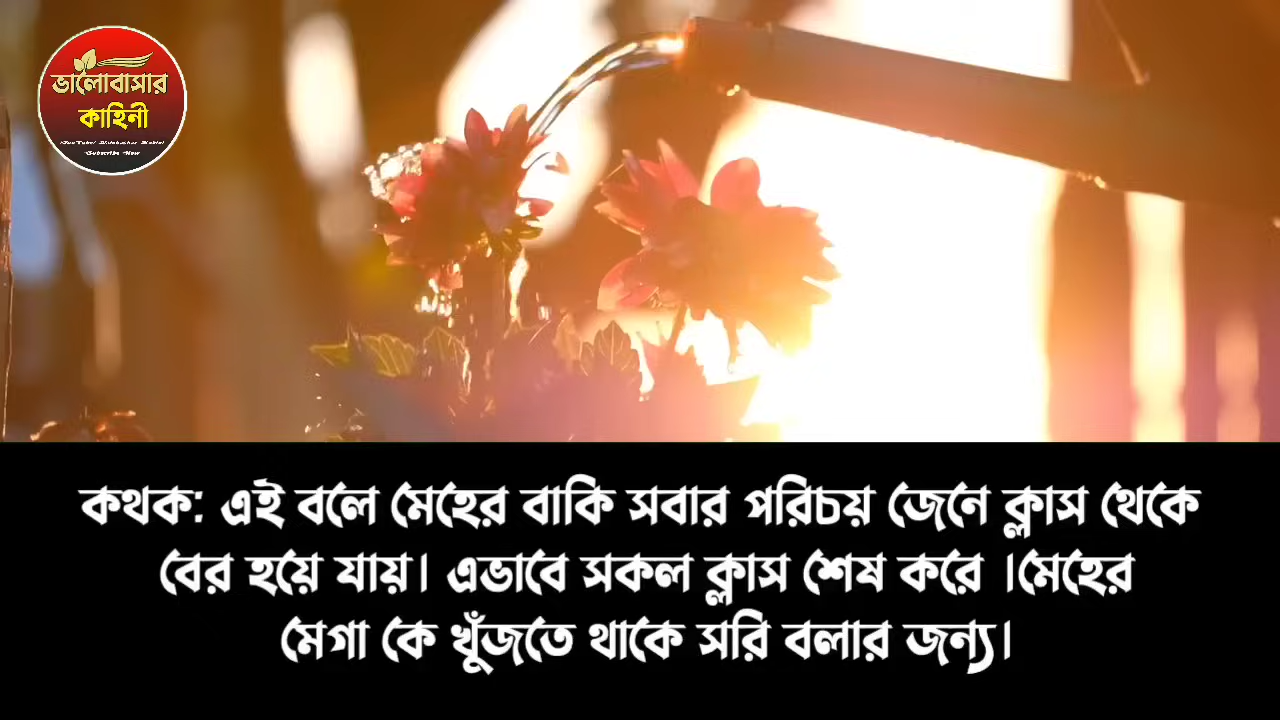 ভালোবাসার
কাহিনী
কথক: এই বলে মেহের বাকি সবার পরিচয় জেনে ক্লাস থেকে
বের হয়ে যায়। এভাবে সকল ক্লাস শেষ করে ।মেহের
মেগা কে খুঁজতে থাকে সরি বলার জন্য।